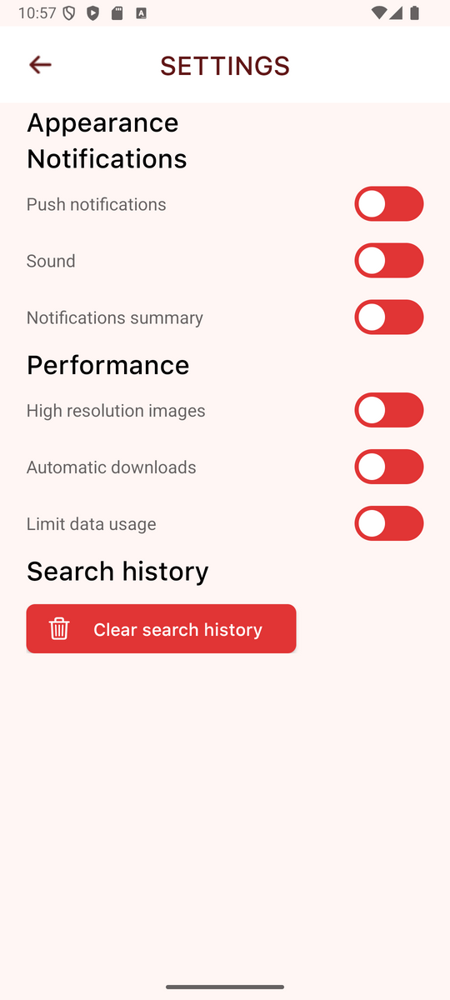 10:57
SETTINGS
Appearance
Notifications
Push notifications
Sound
Notifications summary
Performance
High resolution images
Automatic downloads
Limit data usage
Search history
Clear search history